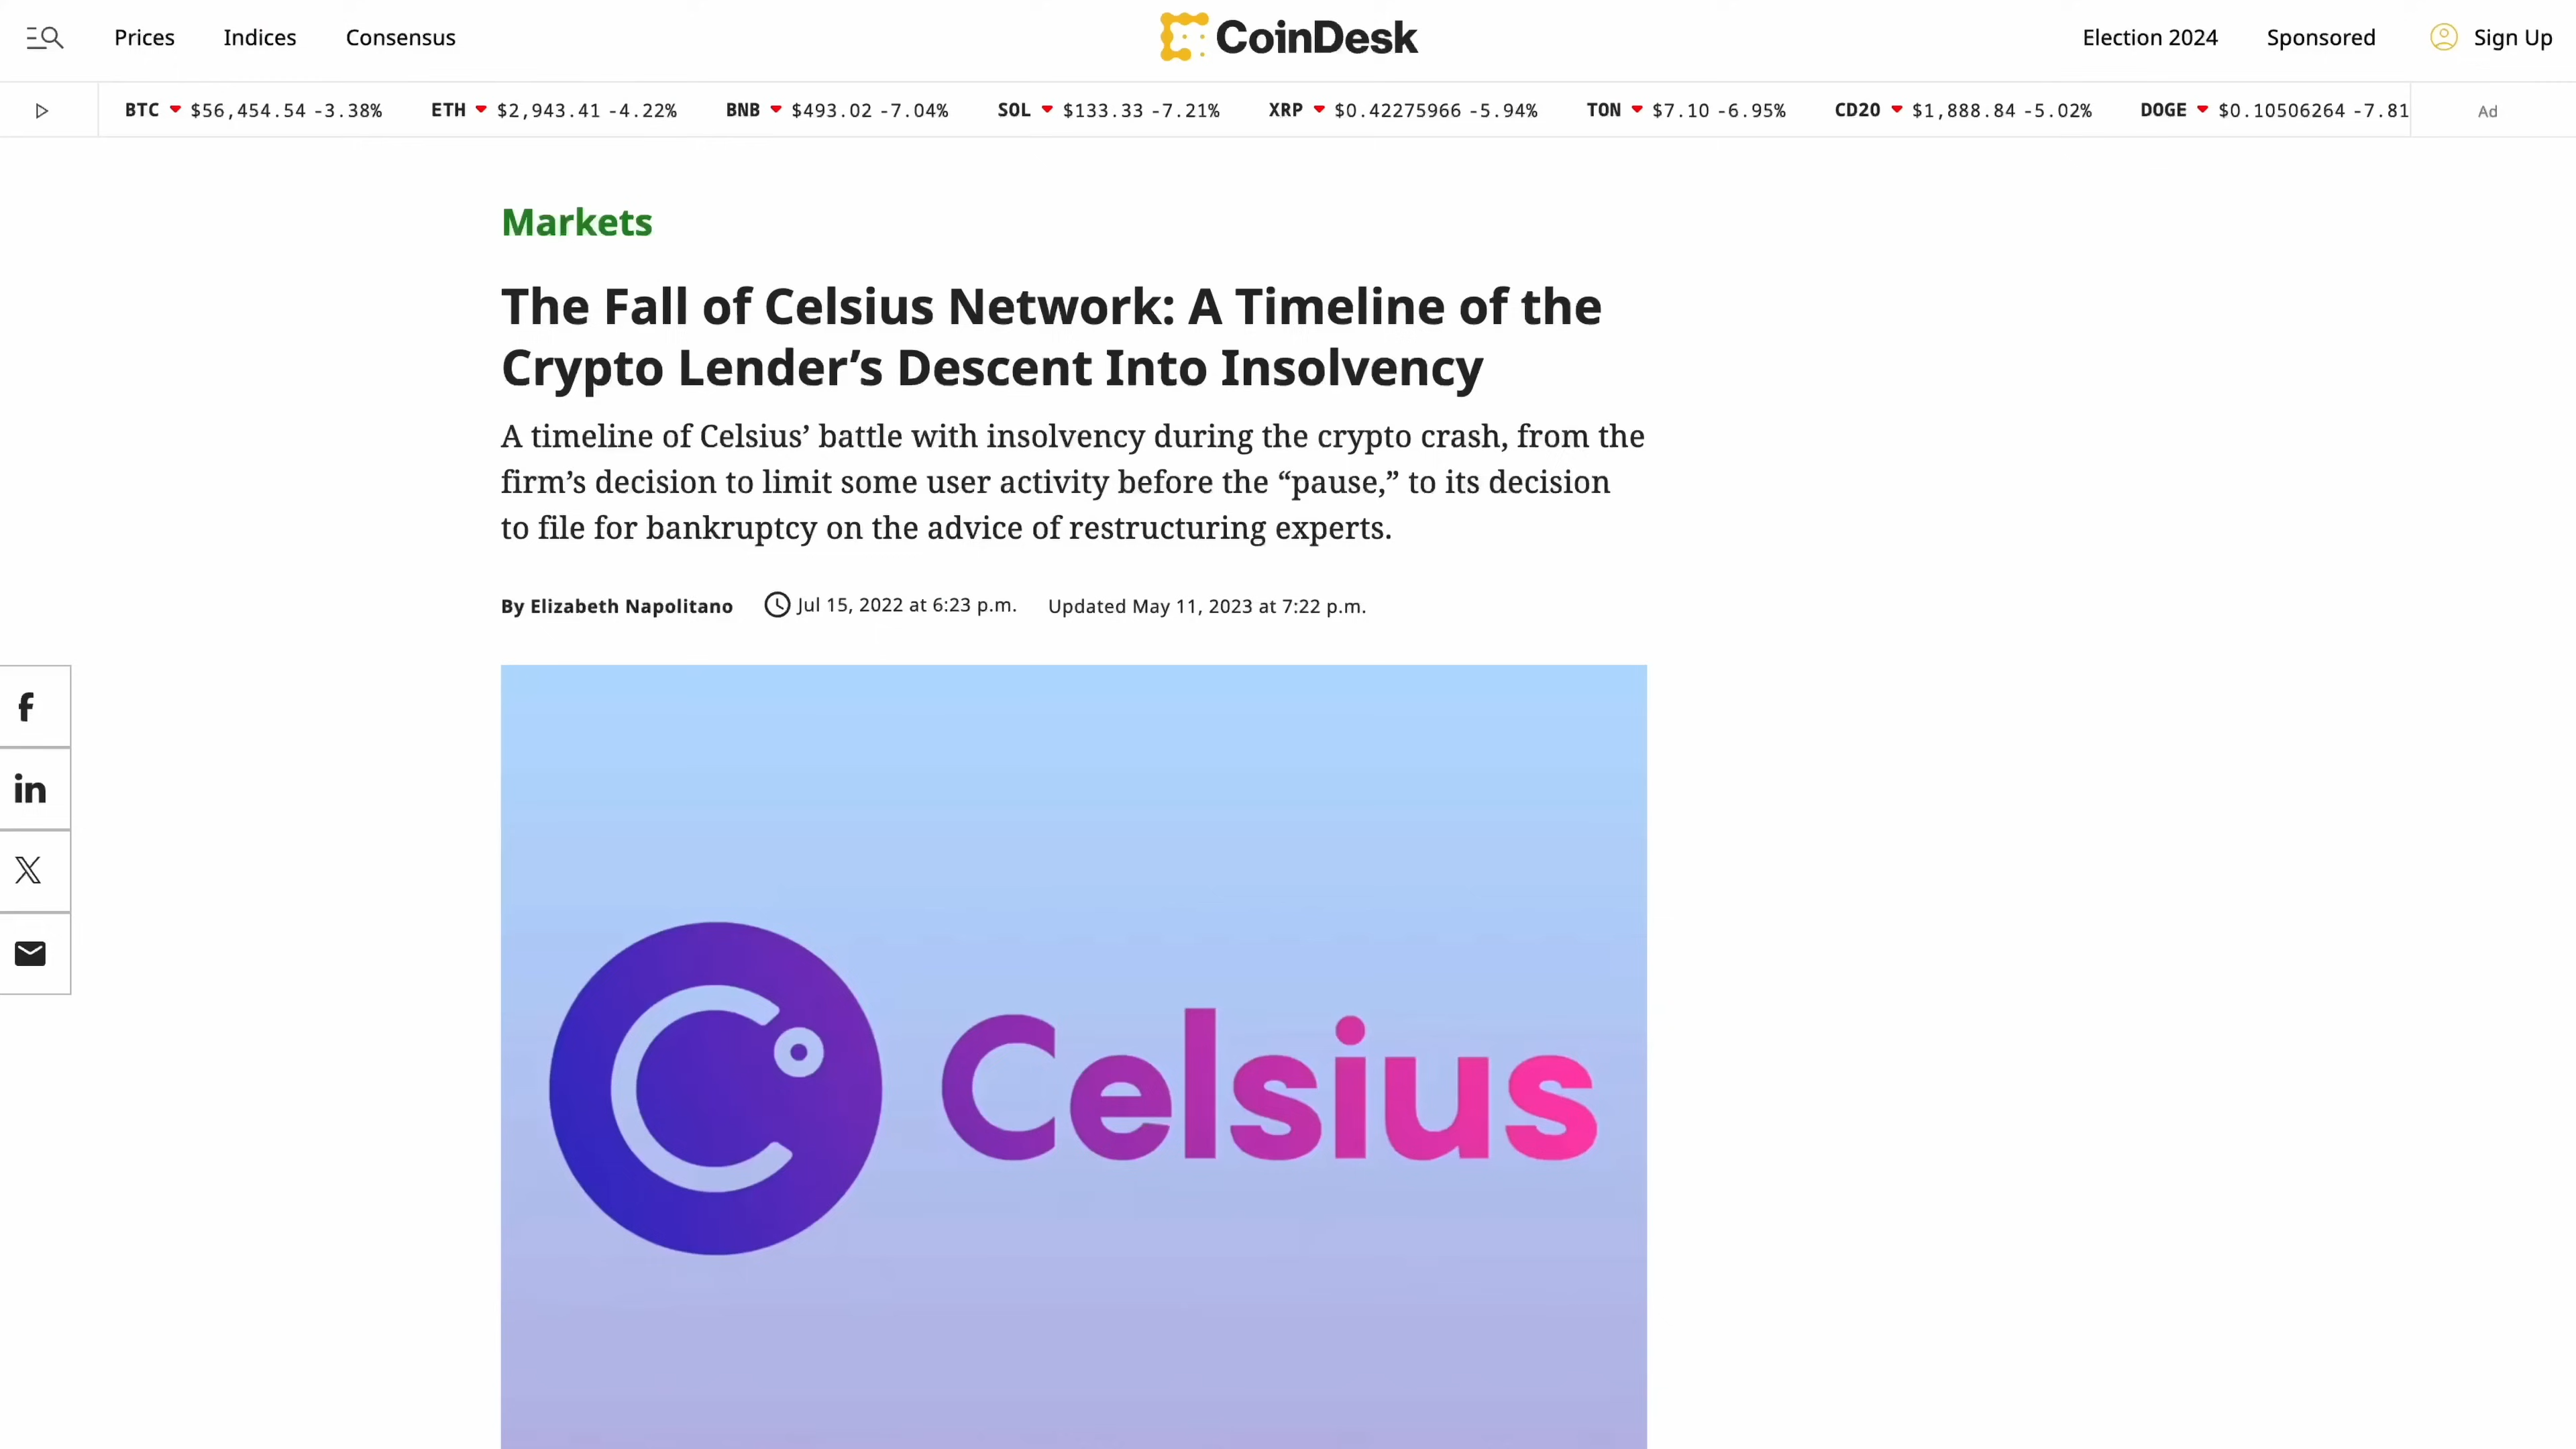 Prices Indices Consensus CoinDesk Election 2024 Sponsored Sign Up
BTC $56,454.54 -3.38% ETH $2,943.41 -4.22% BNB $493.02 -7.04% SOL $133.33 -7.21% XRP $0.42275966 -5.94% TON $7.10 -6.95% CD20 $1,888.84 -5.02% DOGE $0.10506264 -7.81 Ad
Markets
The Fall of Celsius Network: A Timeline of the
Crypto Lender’s Descent Into Insolvency
A timeline of Celsius’ battle with insolvency during the crypto crash, from the
firm’s decision to limit some user activity before the “pause,” to its decision
to file for bankruptcy on the advice of restructuring experts.
By Elizabeth Napolitano Jul 15, 2022 at 6:23 p.m. Updated May 11, 2023 at 7:22 p.m.
Celsius